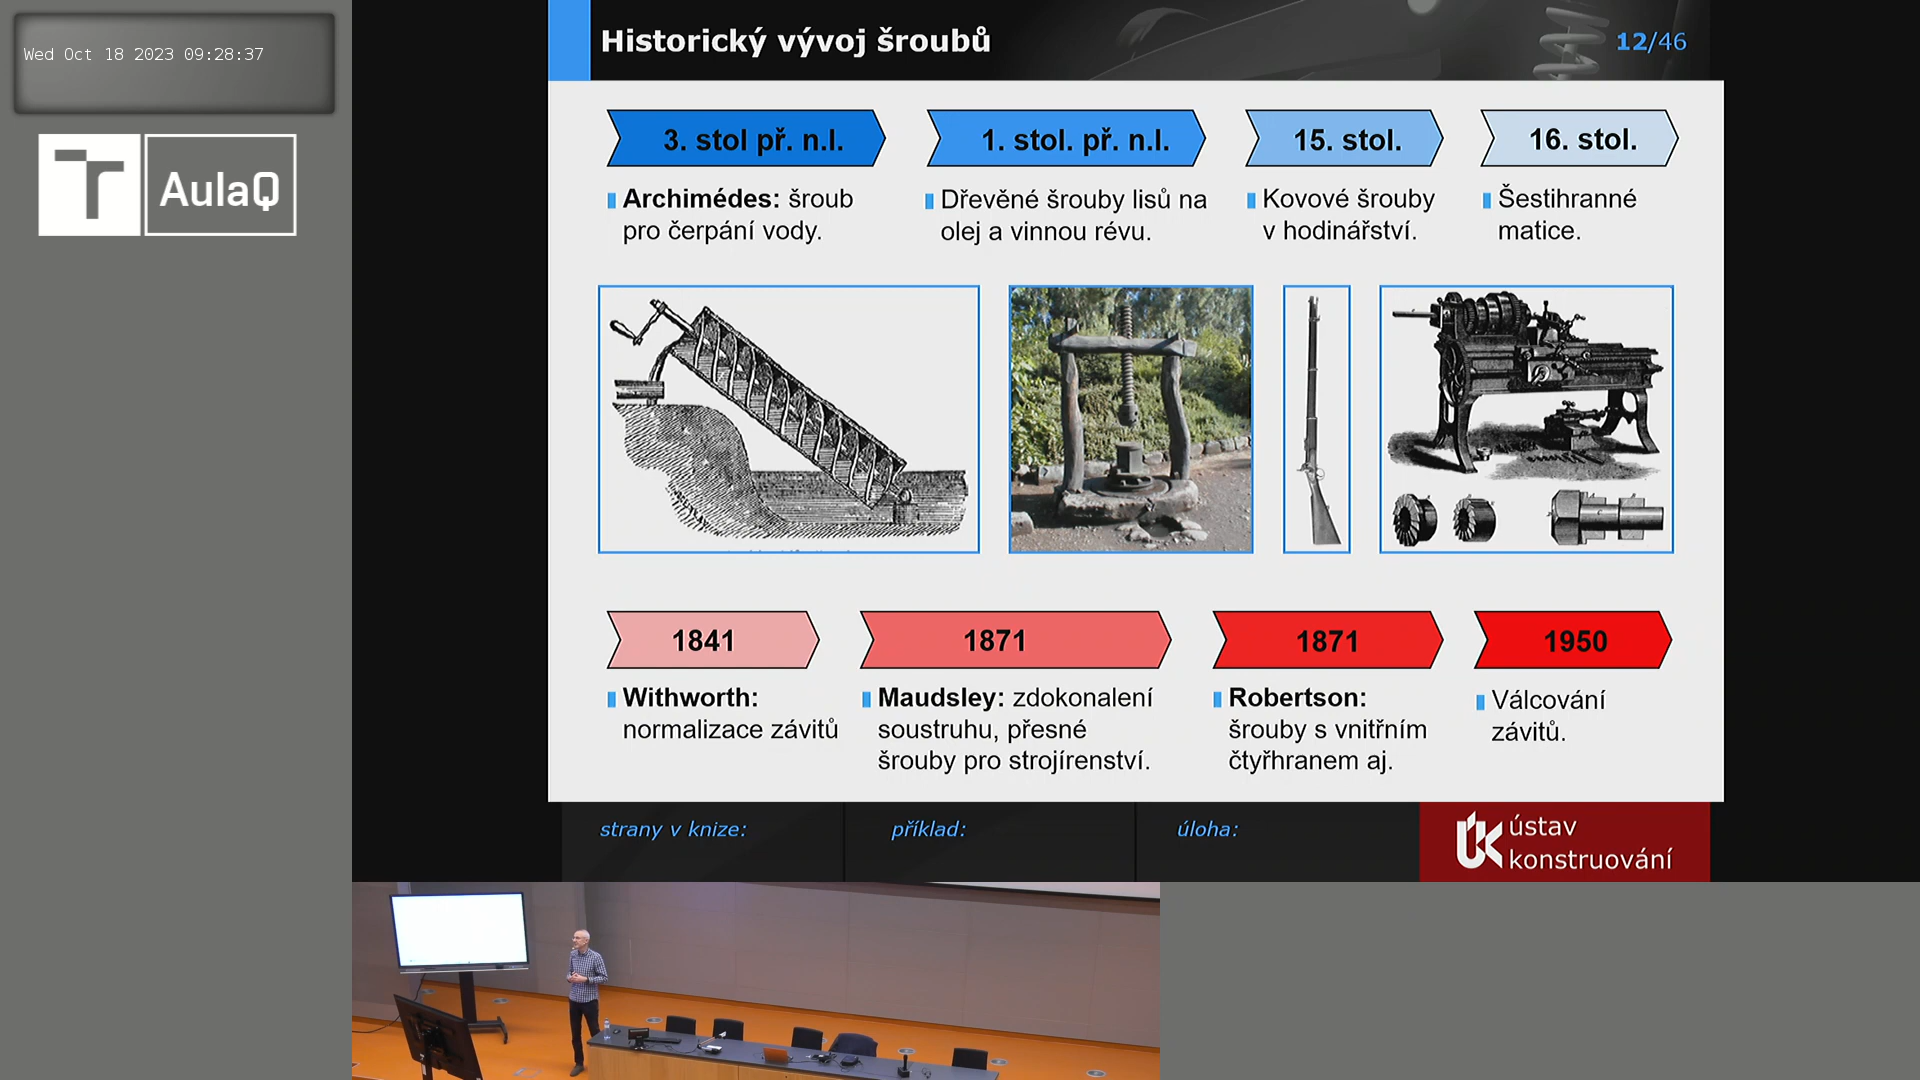 Wed Oct 18 2023 09:28:37
T AulaQ
Historický vývoj šroubů
12/46
3. stol př. n.l.
1. stol. př. n.l.
15. stol.
16. stol.
Archimédes: šroub
pro čerpání vody.
Dřevěné šrouby lisů na
olej a vinnou révu.
Kovové šrouby
v hodinářství.
Šestihranné
matice.
1841
1871
1871
1950
Withworth:
normalizace závitů
Maudsley: zdokonalení
soustruhu, přesné
šrouby pro strojírenství.
Robertson:
šrouby s vnitřním
čtyřhranem aj.
Válcování
závitů.
strany v knize:
příklad:
úloha:
ÚK ústav
konstruování